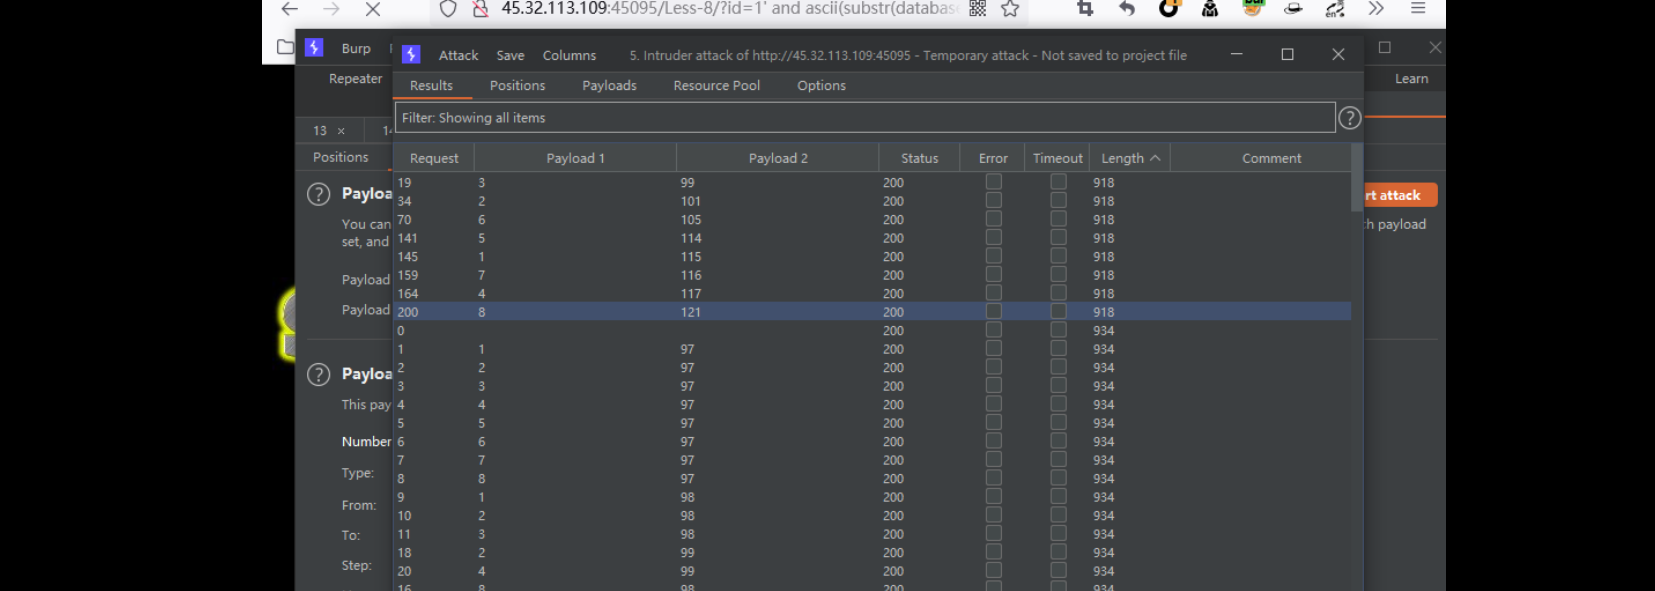 45.32.113.109:45095/Less-8/?id=1' and ascii(substr(databas
Burp
Attack Save Columns 5. Intruder attack of http://45.32.113.109:45095 - Temporary attack - Not saved to project file
Repeater Learn
Results Positions Payloads Resource Pool Options
Filter: Showing all items
13 × 14
Positions
Request Payload 1 Payload 2 Status Error Timeout Length Comment
19 3 99 200 918
34 2 101 200 918
70 6 105 200 918
141 5 114 200 918
145 1 115 200 918
159 7 116 200 918
164 4 117 200 918
200 8 121 200 918
0 200 934
1 1 97 200 934
2 2 97 200 934
3 3 97 200 934
4 4 97 200 934
5 5 97 200 934
6 6 97 200 934
7 7 97 200 934
8 8 97 200 934
9 1 98 200 934
10 2 98 200 934
11 3 98 200 934
18 2 99 200 934
20 4 99 200 934
16 8 98 200 934
Payloa
rt attack
You can
h payload
set, and
Payload
Payload
Payloa
This pay
Number
Type:
From:
To:
Step: